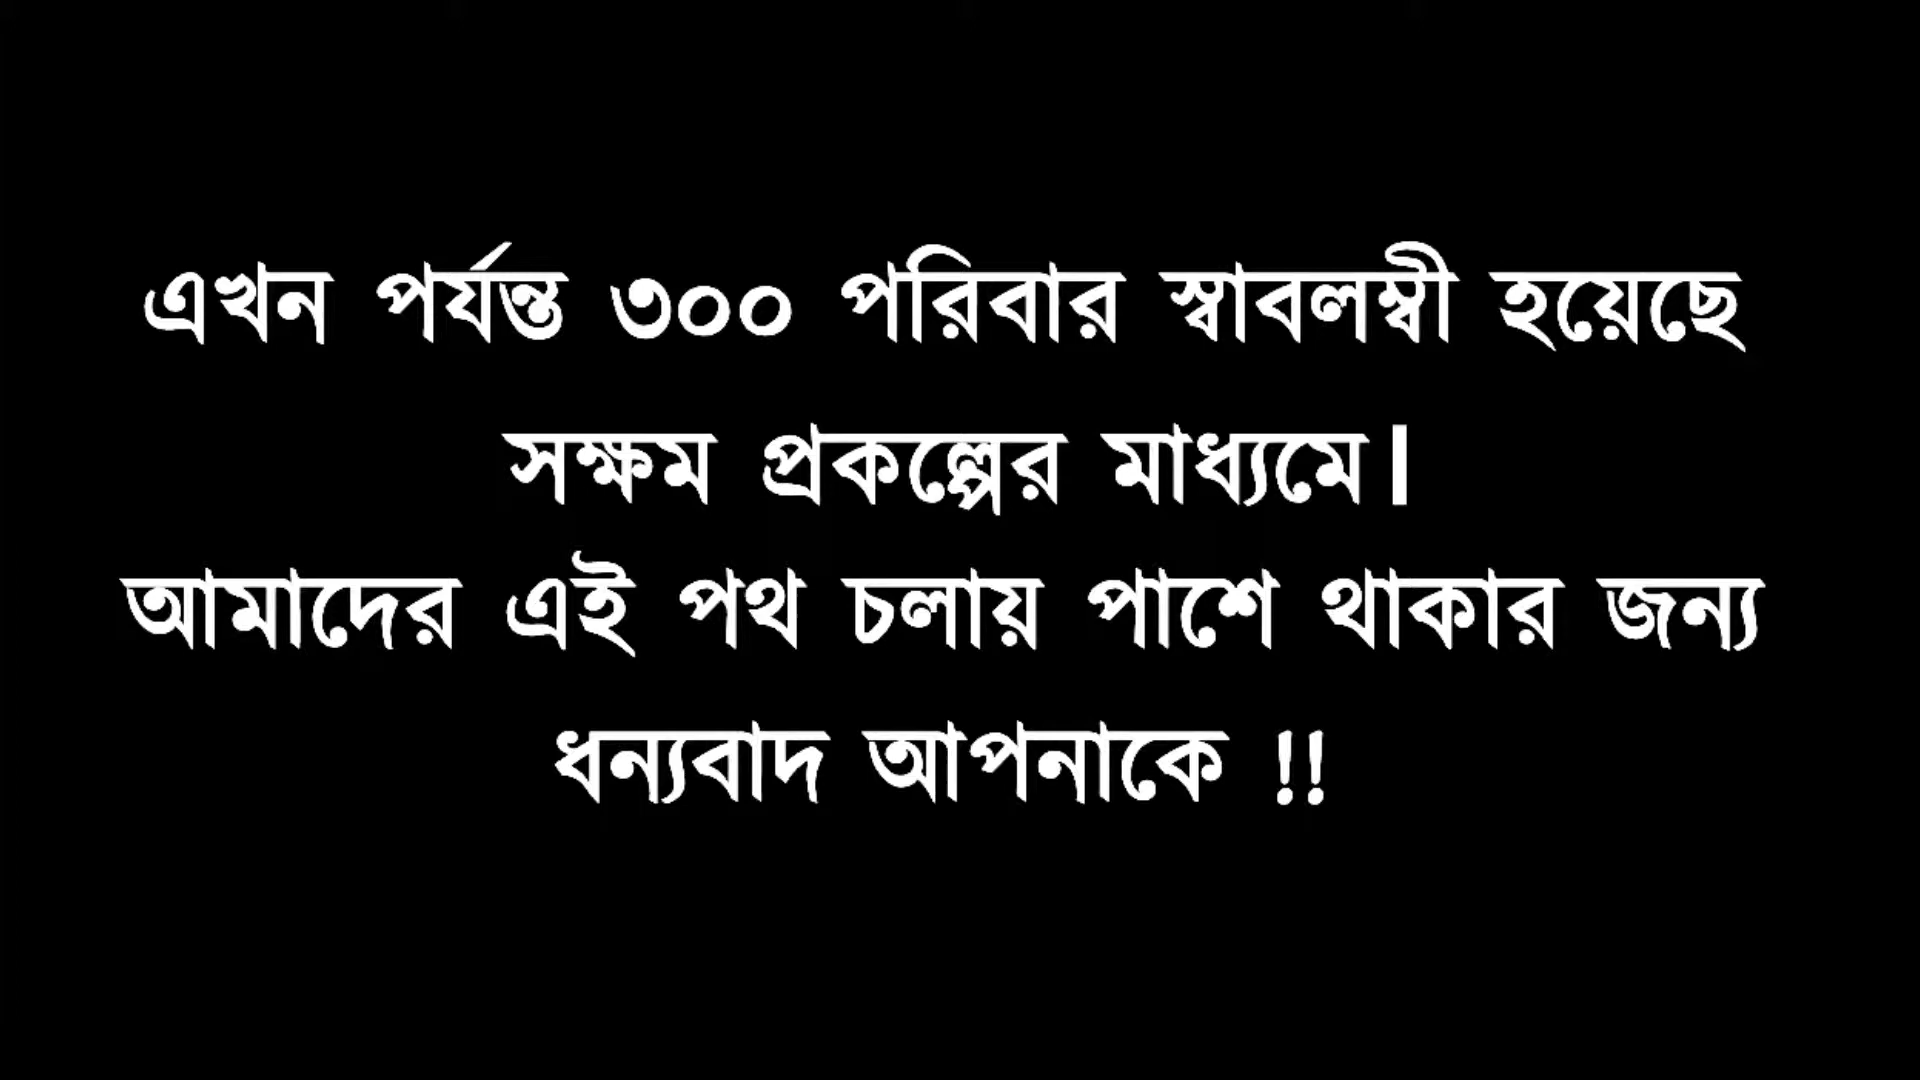 এখন পর্যন্ত ৩০০ পরিবার স্বাবলম্বী হয়েছে
সক্ষম প্রকল্পের মাধ্যমে।
আমাদের এই পথ চলায় পাশে থাকার জন্য
ধন্যবাদ আপনাকে !!